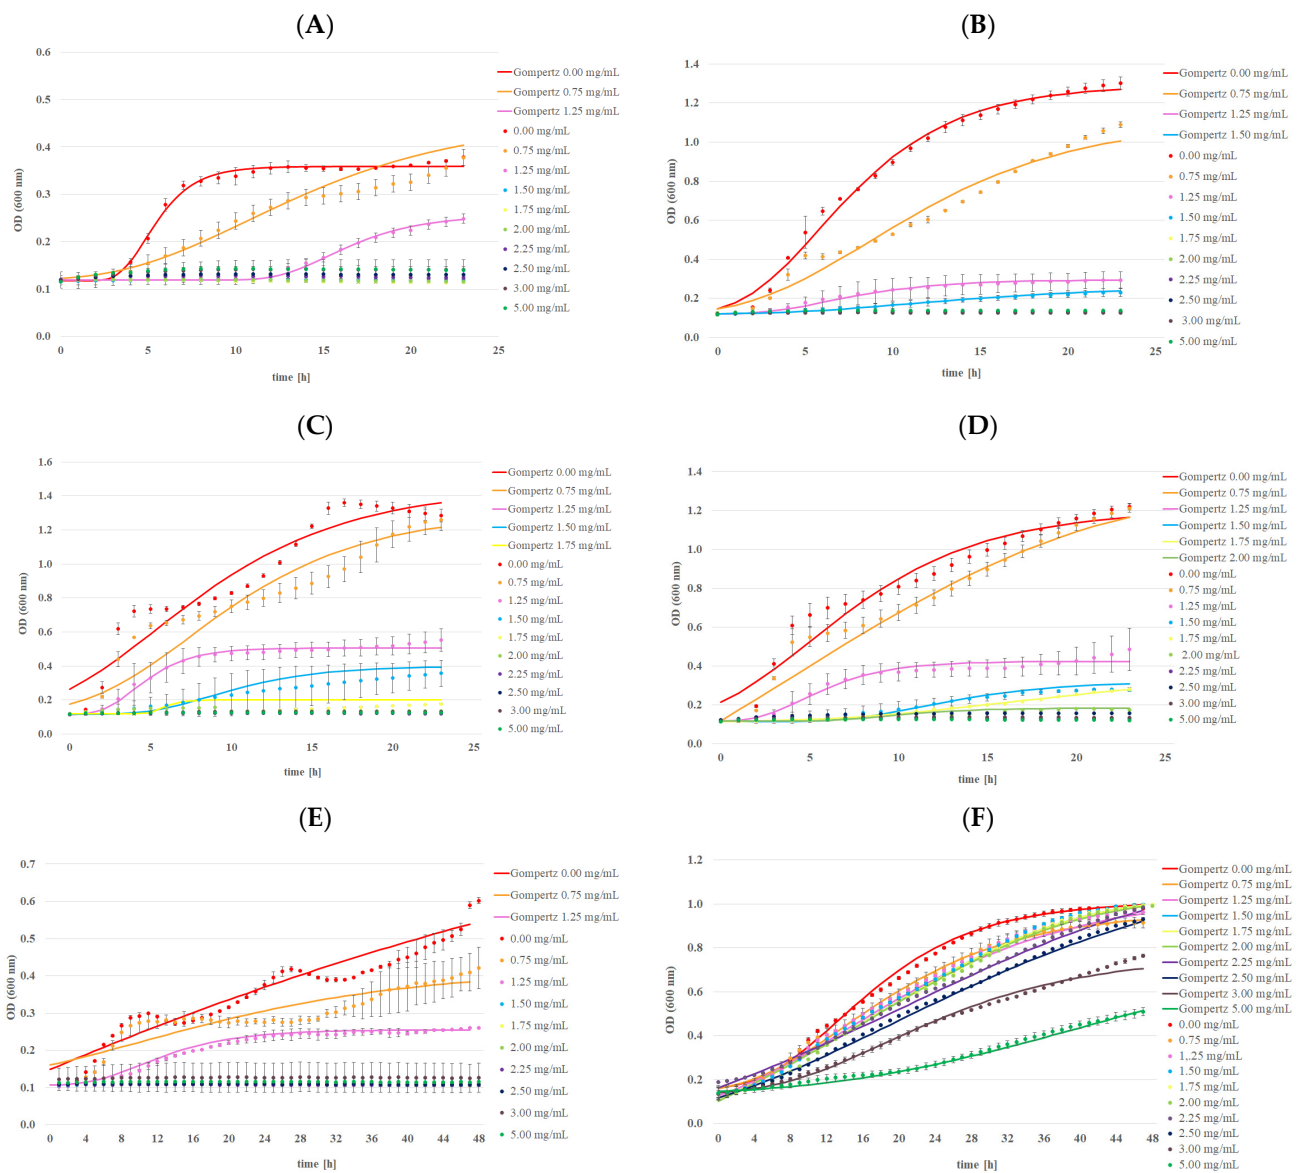 (A)
0.6
0.5
0.4
0.3
0.2
0.1
0.0
OD (600 nm)
0
5
10
15
20
25
time [h]
Gompertz 0.00 mg/mL
Gompertz 0.75 mg/mL
Gompertz 1.25 mg/mL
0.00 mg/mL
0.75 mg/mL
1.25 mg/mL
1.50 mg/mL
1.75 mg/mL
2.00 mg/mL
2.25 mg/mL
2.50 mg/mL
3.00 mg/mL
5.00 mg/mL
(B)
1.4
1.2
1.0
0.8
0.6
0.4
0.2
0.0
OD (600 nm)
0
5
10
15
20
25
time [h]
Gompertz 0.00 mg/mL
Gompertz 0.75 mg/mL
Gompertz 1.25 mg/mL
Gompertz 1.50 mg/mL
0.00 mg/mL
0.75 mg/mL
1.25 mg/mL
1.50 mg/mL
1.75 mg/mL
2.00 mg/mL
2.25 mg/mL
2.50 mg/mL
3.00 mg/mL
5.00 mg/mL
(C)
1.6
1.4
1.2
1.0
0.8
0.6
0.4
0.2
0.0
OD (600 nm)
0
5
10
15
20
25
time [h]
Gompertz 0.00 mg/mL
Gompertz 0.75 mg/mL
Gompertz 1.25 mg/mL
Gompertz 1.50 mg/mL
Gompertz 1.75 mg/mL
0.00 mg/mL
0.75 mg/mL
1.25 mg/mL
1.50 mg/mL
1.75 mg/mL
2.00 mg/mL
2.25 mg/mL
2.50 mg/mL
3.00 mg/mL
5.00 mg/mL
(D)
1.4
1.2
1.0
0.8
0.6
0.4
0.2
0.0
OD (600 nm)
0
5
10
15
20
25
time [h]
Gompertz 0.00 mg/mL
Gompertz 0.75 mg/mL
Gompertz 1.25 mg/mL
Gompertz 1.50 mg/mL
Gompertz 1.75 mg/mL
Gompertz 2.00 mg/mL
0.00 mg/mL
0.75 mg/mL
1.25 mg/mL
1.50 mg/mL
1.75 mg/mL
2.00 mg/mL
2.25 mg/mL
2.50 mg/mL
3.00 mg/mL
5.00 mg/mL
(E)
0.7
0.6
0.5
0.4
0.3
0.2
0.1
0.0
OD (600 nm)
0
4
8
12
16
20
24
28
32
36
40
44
48
time [h]
Gompertz 0.00 mg/mL
Gompertz 0.75 mg/mL
Gompertz 1.25 mg/mL
0.00 mg/mL
0.75 mg/mL
1.25 mg/mL
1.50 mg/mL
1.75 mg/mL
2.00 mg/mL
2.25 mg/mL
2.50 mg/mL
3.00 mg/mL
5.00 mg/mL
(F)
1.2
1.0
0.8
0.6
0.4
0.2
0.0
OD (600 nm)
0
4
8
12
16
20
24
28
32
36
40
44
48
time [h]
Gompertz 0.00 mg/mL
Gompertz 0.75 mg/mL
Gompertz 1.25 mg/mL
Gompertz 1.50 mg/mL
Gompertz 1.75 mg/mL
Gompertz 2.00 mg/mL
Gompertz 2.25 mg/mL
Gompertz 2.50 mg/mL
Gompertz 3.00 mg/mL
Gompertz 5.00 mg/mL
0.00 mg/mL
0.75 mg/mL
1,25 mg/mL
1.50 mg/mL
1.75 mg/mL
2.00 mg/mL
2.25 mg/mL
2.50 mg/mL
3.00 mg/mL
5.00 mg/mL